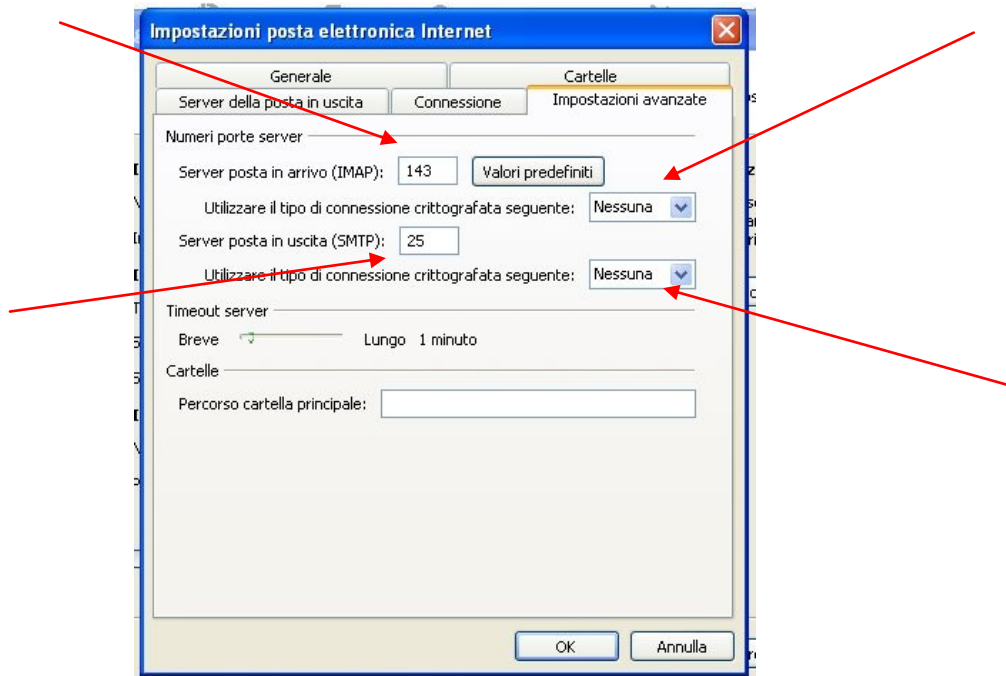 Impostazioni posta elettronica Internet
Generale Cartelle
Server della posta in uscita Connessione Impostazioni avanzate
Numeri porte server
Server posta in arrivo (IMAP): 143 Valori predefiniti
Utilizzare il tipo di connessione crittografata seguente: Nessuna
Server posta in uscita (SMTP): 25
Utilizzare il tipo di connessione crittografata seguente: Nessuna
Timeout server
Breve Lungo 1 minuto
Cartelle
Percorso cartella principale:
OK Annulla